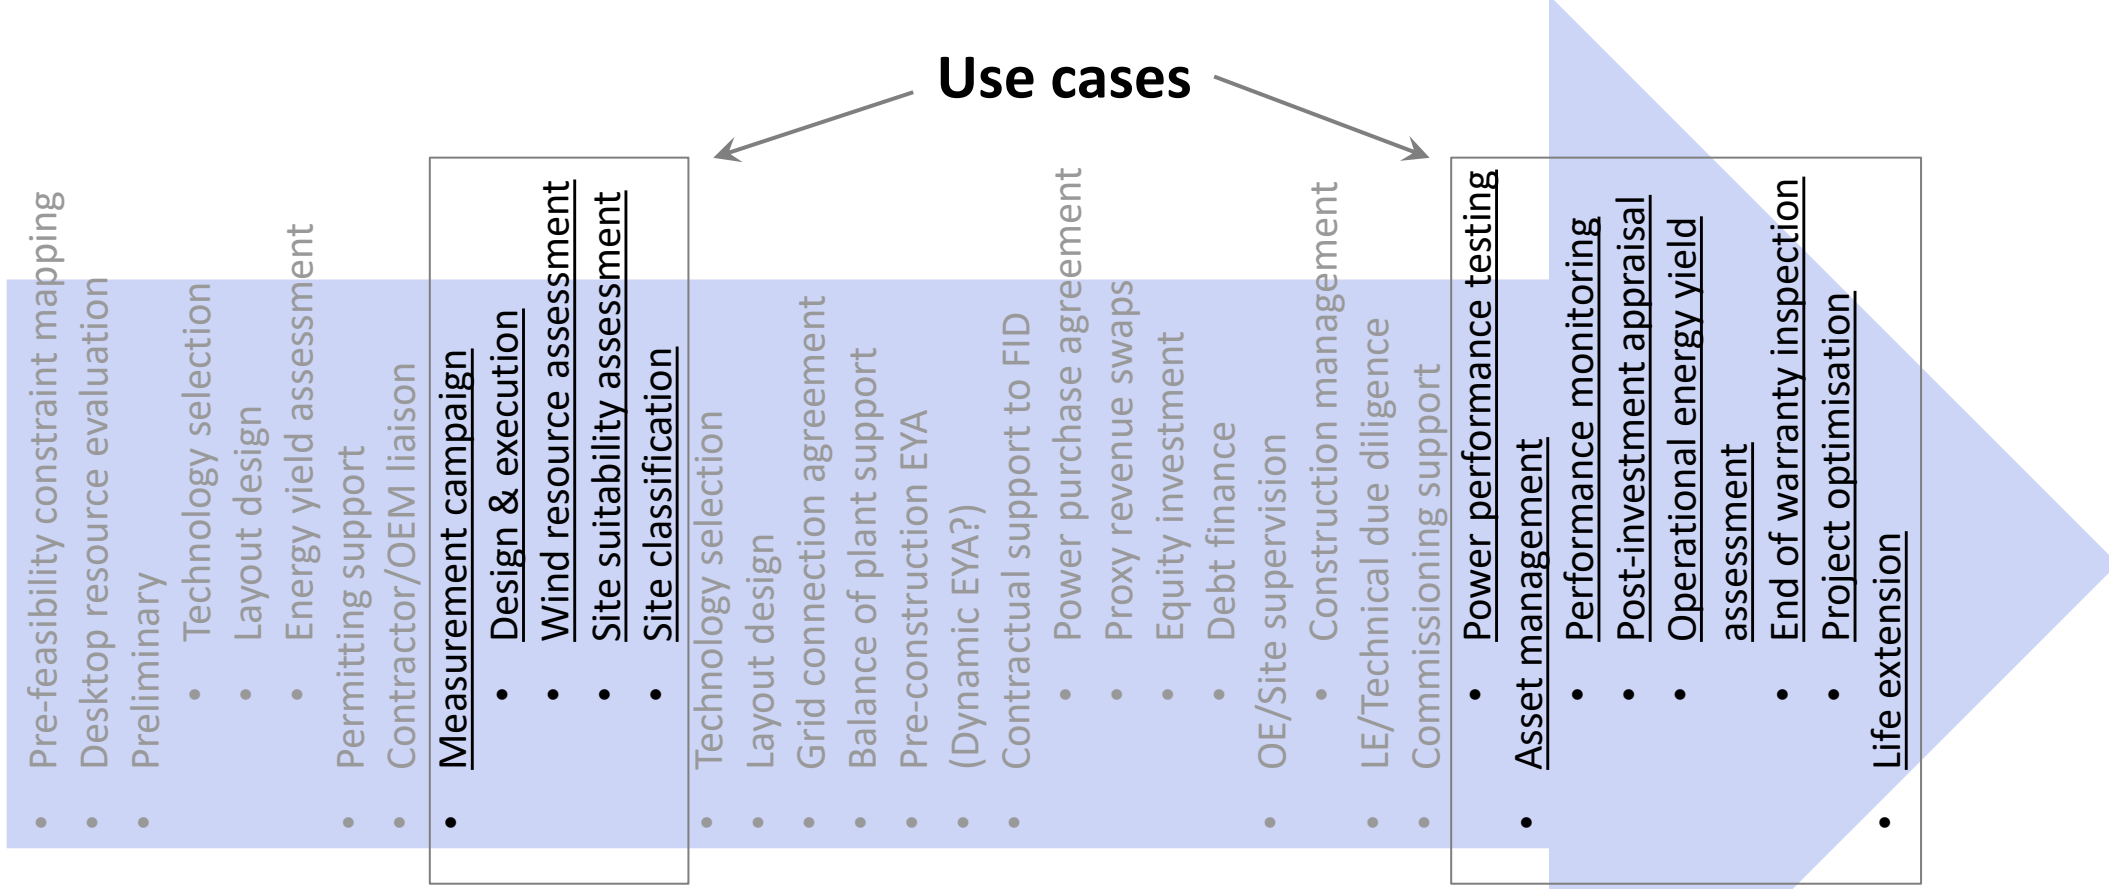 Use cases
• Pre-feasibility constraint mapping
• Desktop resource evaluation
• Preliminary
• Technology selection
• Layout design
• Energy yield assessment
• Permitting support
• Contractor/OEM liaison
• Measurement campaign
• Design & execution
• Wind resource assessment
• Site suitability assessment
• Site classification
• Technology selection
• Layout design
• Grid connection agreement
• Balance of plant support
• Pre-construction EYA
• (Dynamic EYA?)
• Contractual support to FID
• Power purchase agreement
• Proxy revenue swaps
• Equity investment
• Debt finance
• OE/Site supervision
• Construction management
• LE/Technical due diligence
• Commissioning support
• Power performance testing
• Asset management
• Performance monitoring
• Post-investment appraisal
• Operational energy yield
assessment
• End of warranty inspection
• Project optimisation
• Life extension